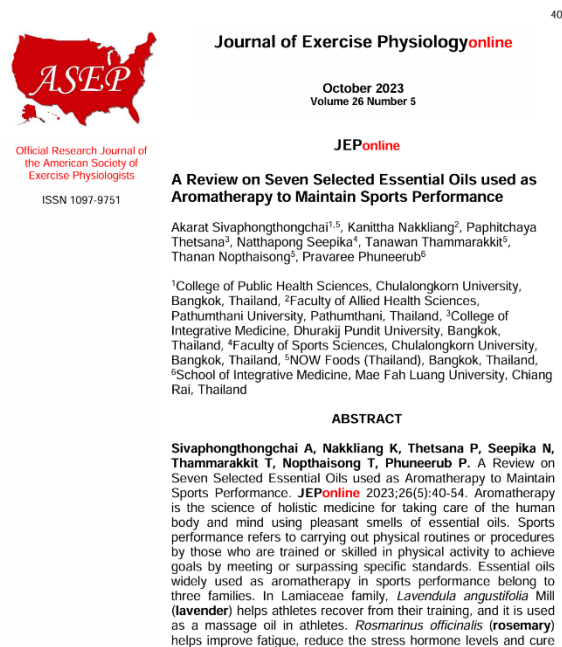 40
ASEP
Official Research Journal of
the American Society of
Exercise Physiologists
ISSN 1097-9751
Journal of Exercise Physiologyonline
October 2023
Volume 26 Number 5
JEPonline
A Review on Seven Selected Essential Oils used as
Aromatherapy to Maintain Sports Performance
Akarat Sivaphongthongchai1,5, Kanittha Nakkliang2, Paphitchaya
Thetsana3, Natthapong Seepika4, Tanawan Thammarakkit5,
Thanan Nopthaisong5, Pravaree Phuneerub6
1College of Public Health Sciences, Chulalongkorn University,
Bangkok, Thailand, 2Faculty of Allied Health Sciences,
Pathumthani University, Pathumthani, Thailand, 3College of
Integrative Medicine, Dhurakij Pundit University, Bangkok,
Thailand, 4Faculty of Sports Sciences, Chulalongkorn University,
Bangkok, Thailand, 5NOW Foods (Thailand), Bangkok, Thailand,
6School of Integrative Medicine, Mae Fah Luang University, Chiang
Rai, Thailand
ABSTRACT
Sivaphongthongchai A, Nakkliang K, Thetsana P, Seepika N,
Thammarakkit T, Nopthaisong T, Phuneerub P. A Review on
Seven Selected Essential Oils used as Aromatherapy to Maintain
Sports Performance. JEPonline 2023;26(5):40-54. Aromatherapy
is the science of holistic medicine for taking care of the human
body and mind using pleasant smells of essential oils. Sports
performance refers to carrying out physical routines or procedures
by those who are trained or skilled in physical activity to achieve
goals by meeting or surpassing specific standards. Essential oils
widely used as aromatherapy in sports performance belong to
three families. In Lamiaceae family, Lavendula angustifolia Mill
(lavender) helps athletes recover from their training, and it is used
as a massage oil in athletes. Rosmarinus officinalis (rosemary)
helps improve fatigue, reduce the stress hormone levels and cure